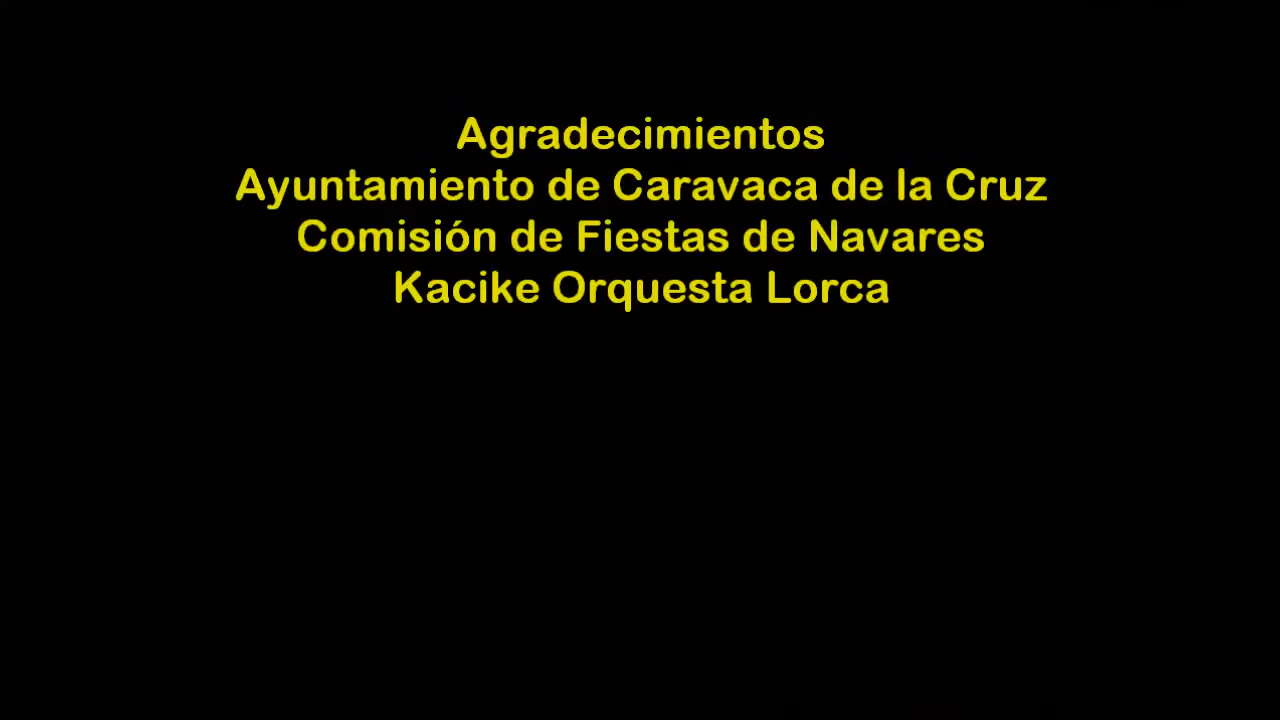 Agradecimientos
Ayuntamiento de Caravaca de la Cruz
Comisión de Fiestas de Navares
Kacike Orquesta Lorca